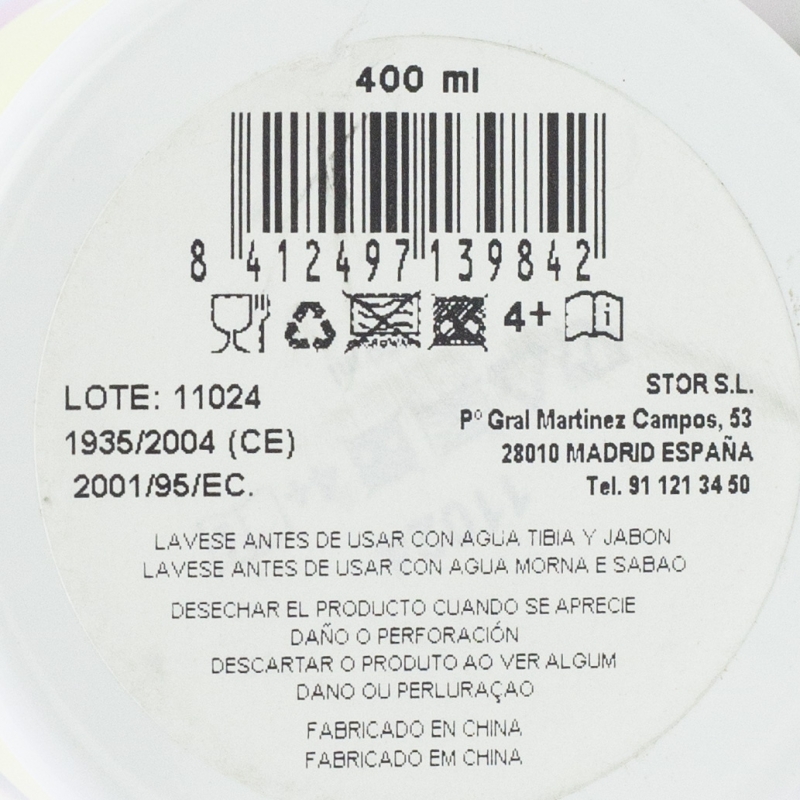 400 ml
8 412497 139842
4+
LOTE: 11024
1935/2004 (CE)
2001/95/EC.
STOR S.L.
Pº Gral Martinez Campos, 53
28010 MADRID ESPAÑA
Tel. 91 121 34 50
LAVESE ANTES DE USAR CON AGUA TIBIA Y JABON
LAVESE ANTES DE USAR CON AGUA MORNA E SABAO
DESECHAR EL PRODUCTO CUANDO SE APRECIE
DAÑO O PERFORACIÓN
DESCARTAR O PRODUTO AO VER ALGUM
DANO OU PERLURAÇAO
FABRICADO EN CHINA
FABRICADO EM CHINA